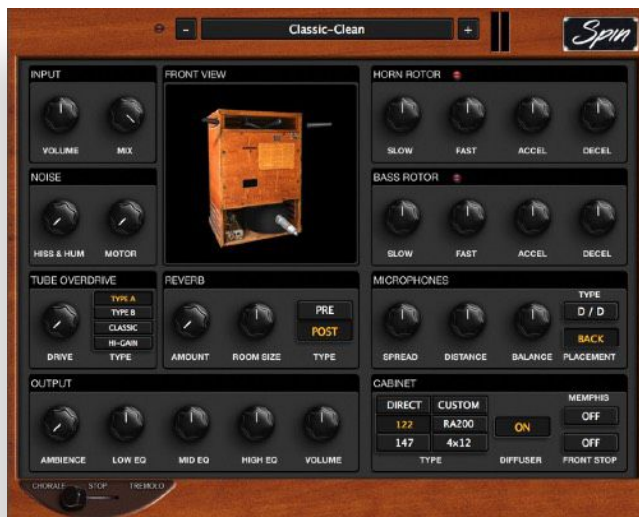 - Classic-Clean +
Spin
INPUT
VOLUME MIX
FRONT VIEW
HORN ROTOR
SLOW FAST ACCEL DECEL
NOISE
HISS & HUM MOTOR
BASS ROTOR
SLOW FAST ACCEL DECEL
TUBE OVERDRIVE
TYPE A
TYPE B
CLASSIC
HI-GAIN
DRIVE TYPE
REVERB
PRE
POST
AMOUNT ROOM SIZE TYPE
MICROPHONES
TYPE
D / D
BACK
SPREAD DISTANCE BALANCE PLACEMENT
OUTPUT
AMBIENCE LOW EQ MID EQ HIGH EQ VOLUME
CABINET
DIRECT CUSTOM
122 RA200
147 4x12
TYPE
ON
DIFFUSER
MEMPHIS
OFF
OFF
FRONT STOP
CHORALE STOP TREMOLO